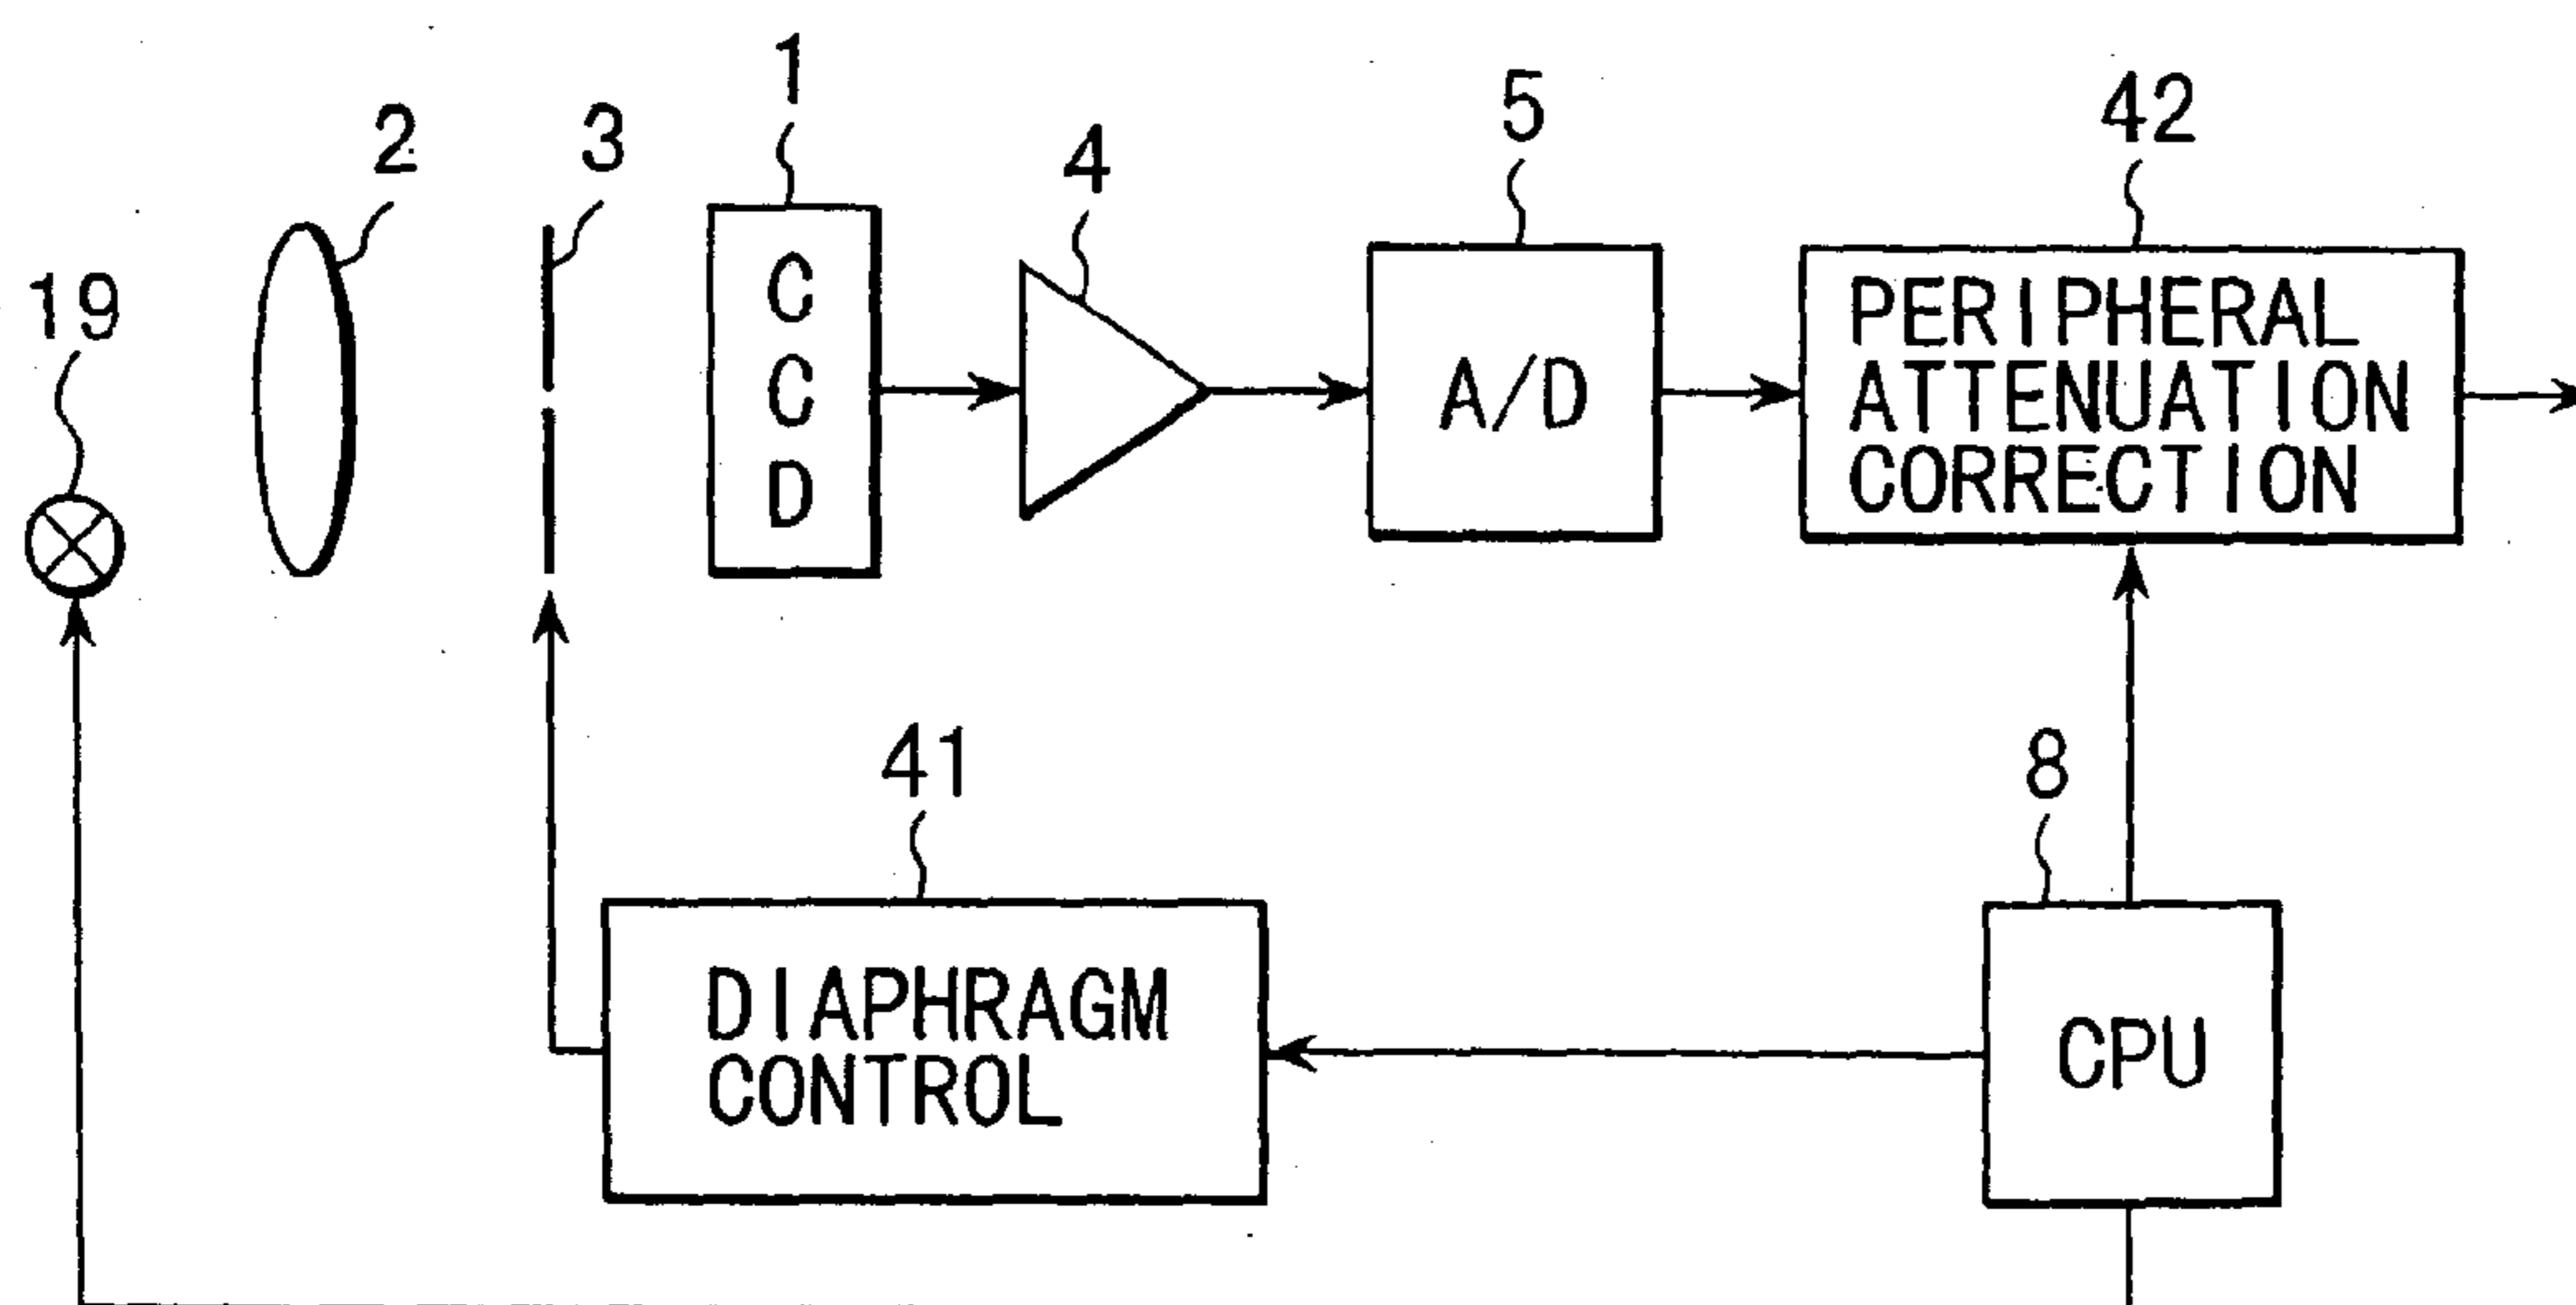 1
2
3
4
5
42
19
C
C
D
A/D
PERIPHERAL
ATTENUATION
CORRECTION
41
8
DIAPHRAGM
CONTROL
CPU